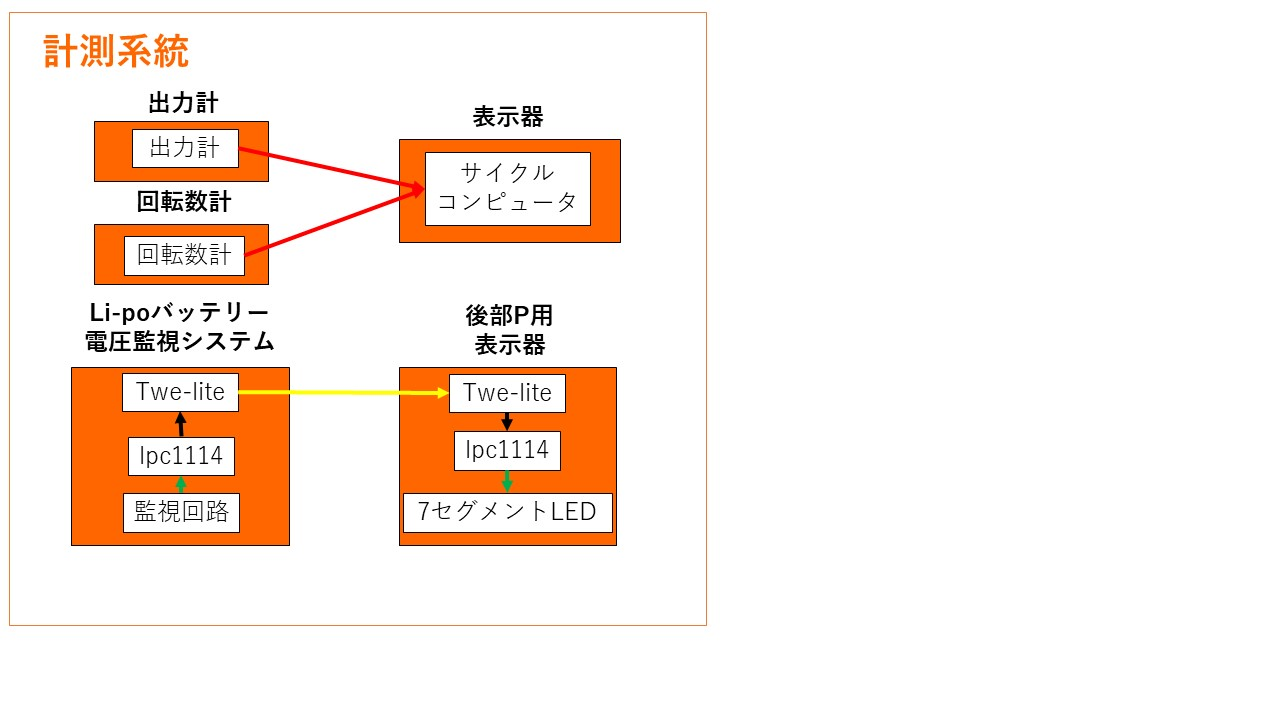 計測系統
出力計
出力計
回転数計
回転数計
表示器
サイクル
コンピュータ
Li-poバッテリー
電圧監視システム
Twe-lite
lpc1114
監視回路
後部P用
表示器
Twe-lite
lpc1114
7セグメントLED